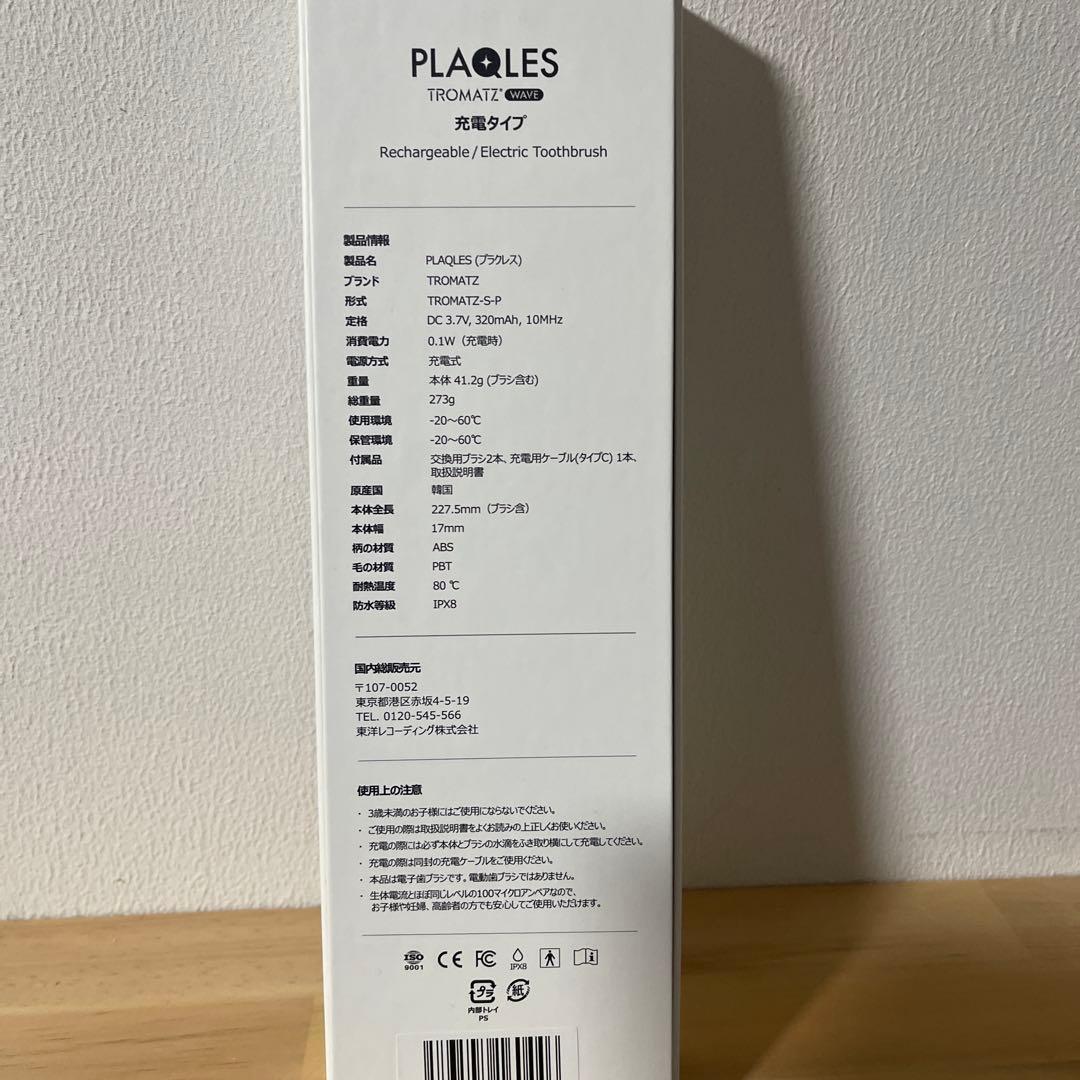 PLAQLES
TROMATZ® WAVE
充電タイプ
Rechargeable / Electric Toothbrush
製品情報
製品名 PLAQLES (プラクレス)
ブランド TROMATZ
形式 TROMATZ-S-P
定格 DC 3.7V, 320mAh, 10MHz
消費電力 0.1W（充電時）
電源方式 充電式
重量 本体 41.2g (ブラシ含む)
総重量 273g
使用環境 -20～60℃
保管環境 -20～60℃
付属品 交換用ブラシ2本、充電用ケーブル(タイプC) 1本、
取扱説明書
原産国 韓国
本体全長 227.5mm（ブラシ含）
本体幅 17mm
柄の材質 ABS
毛の材質 PBT
耐熱温度 80 ℃
防水等級 IPX8
国内総販売元
〒107-0052
東京都港区赤坂4-5-19
TEL. 0120-545-566
東洋レコーディング株式会社
使用上の注意
・ 3歳未満のお子様にはご使用にならないでください。
・ ご使用の際は取扱説明書をよくお読みの上正しくお使いください。
・ 充電の際には必ず本体とブラシの水滴をふき取り横にして充電してください。
・ 充電の際は同封の充電ケーブルをご使用ください。
・ 本品は電子歯ブラシです。電動歯ブラシではありません。
・ 生体電流とほぼ同じレベルの100マイクロアンペアなので、
お子様や妊婦、高齢者の方でも安心してご使用いただけます。
ISO 9001 CE FC IPX8 i
プラ 紙
内部トレイ
PS